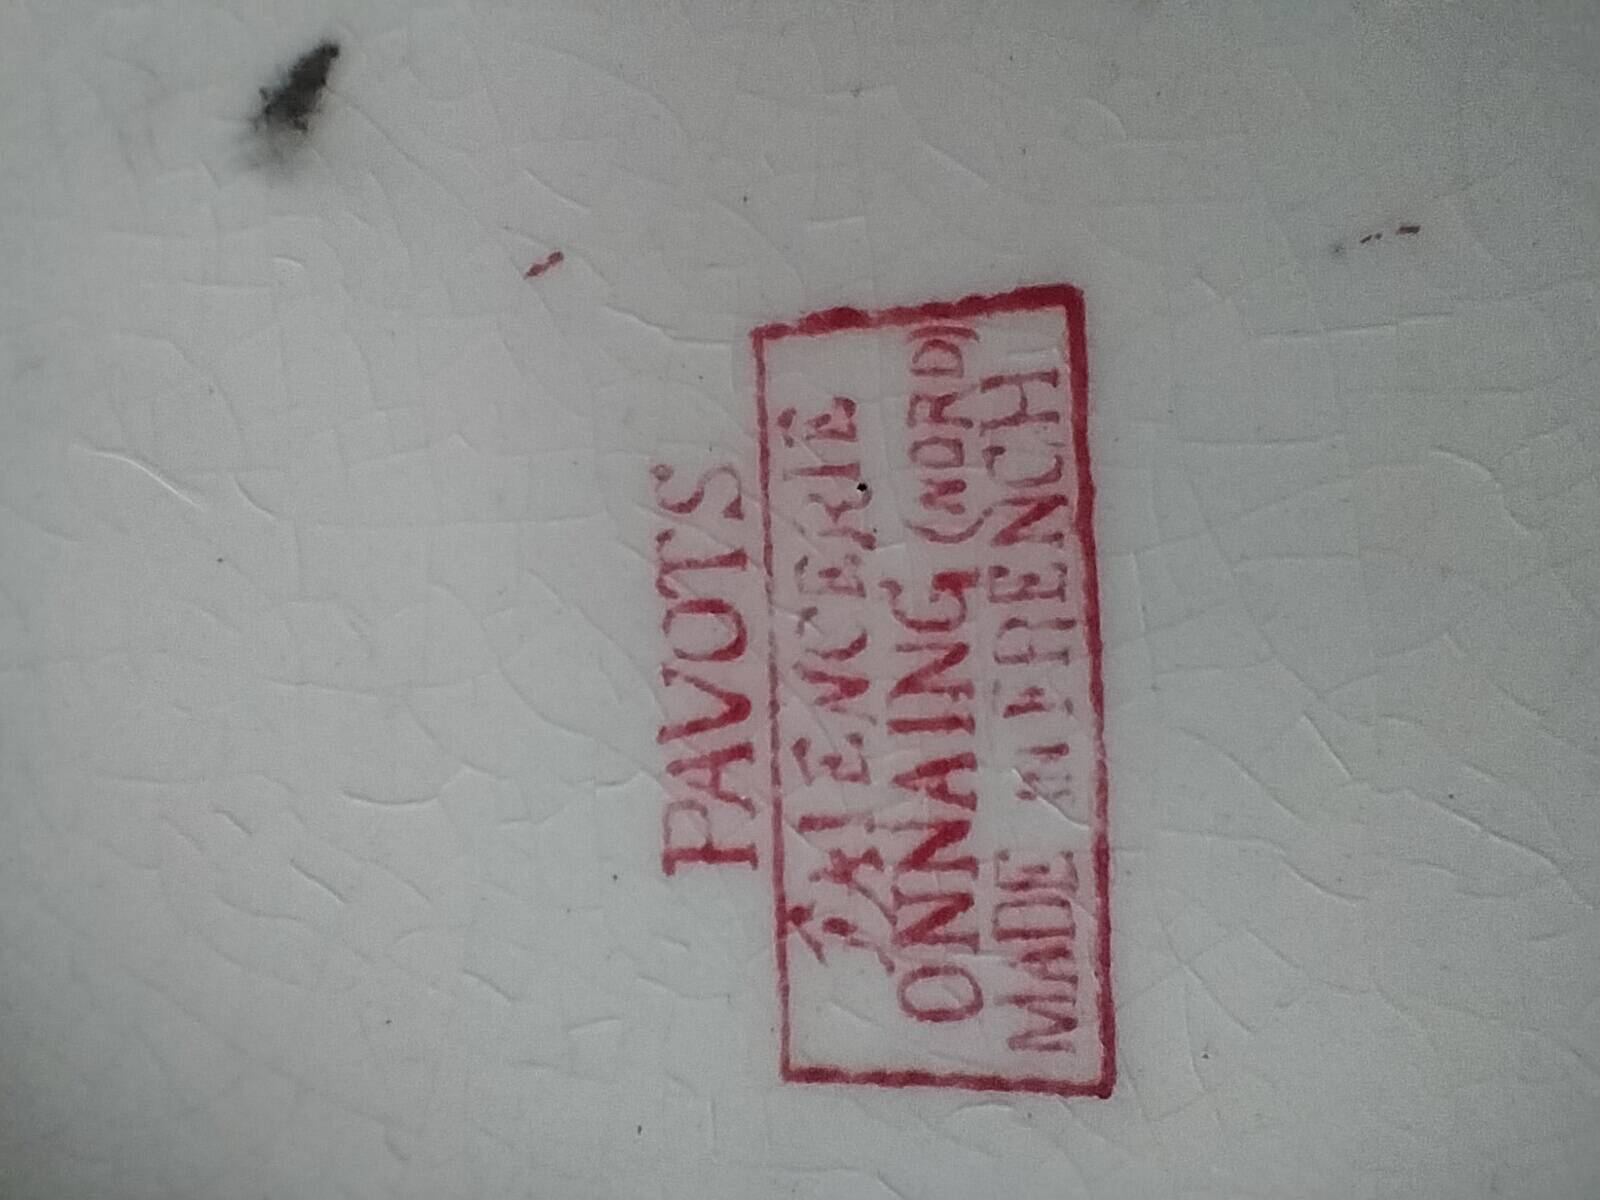 PAVOTS
FAIENCERIE
ONNAING (NORD)
MADE in FRENCH